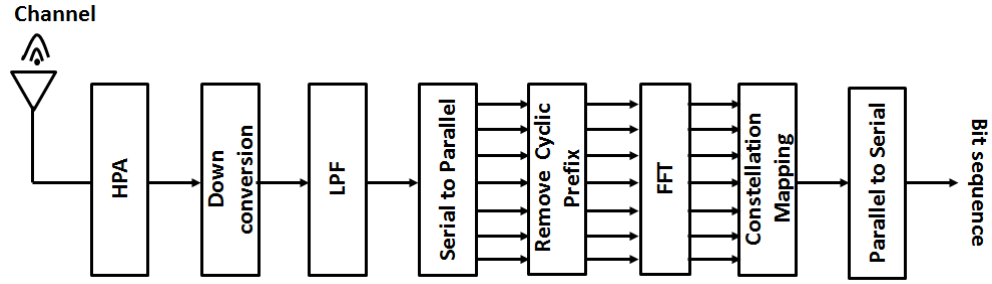 Channel
HPA
Down
conversion
LPF
Serial to Parallel
Remove Cyclic
Prefix
FFT
Constellation
Mapping
Parallel to Serial
Bit sequence